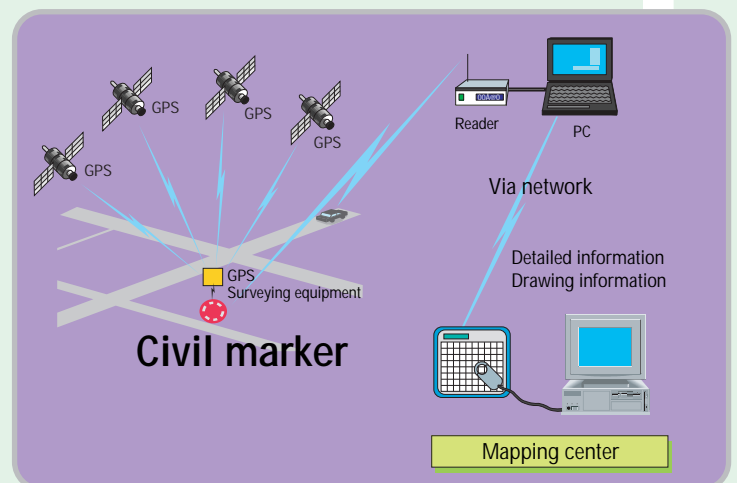 GPS
GPS
GPS
GPS
GPS
Surveying equipment
Civil marker
Reader
PC
Via network
Detailed information
Drawing information
Mapping center